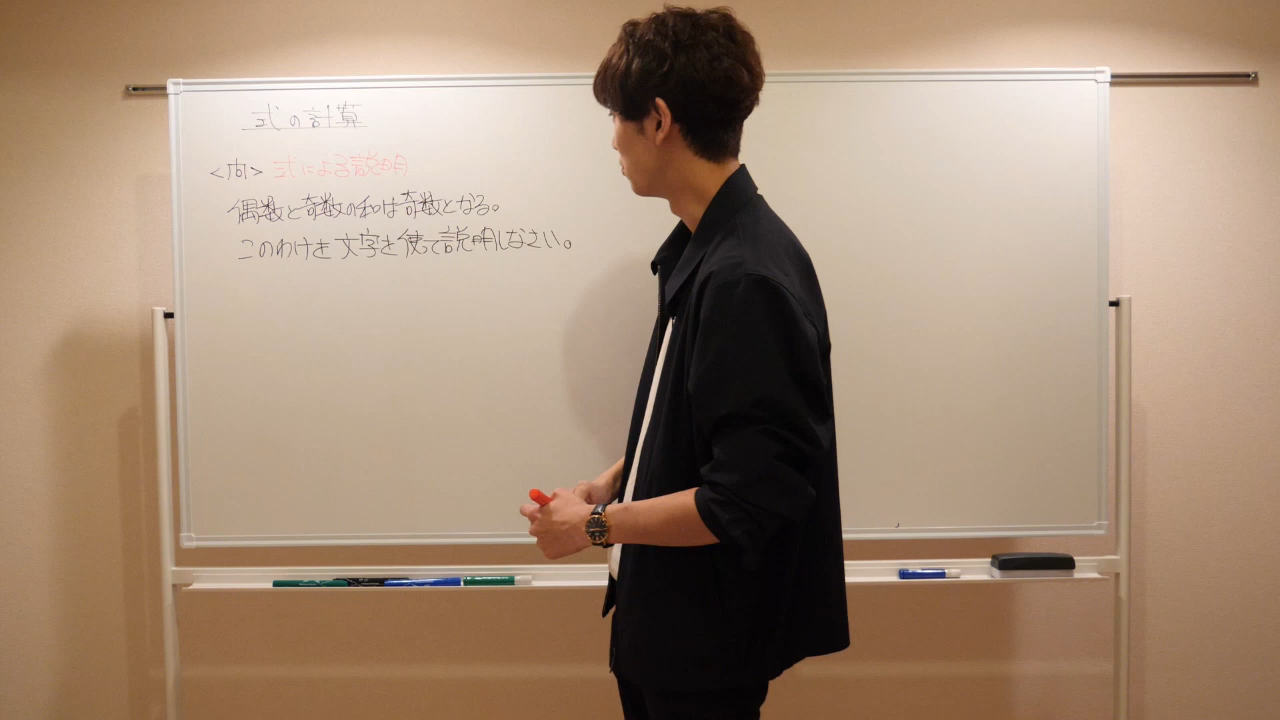 式の計算
<問> 式による説明
偶数と奇数の和は奇数となる。
このわけを文字を使って説明しなさい。